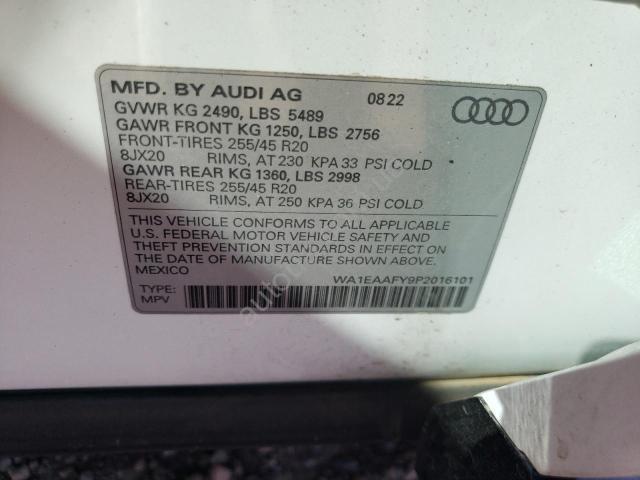 MFD. BY AUDI AG 08 22
GVWR KG 2490, LBS 5489
GAWR FRONT KG 1250, LBS 2756
FRONT-TIRES 255/45 R20
8JX20 RIMS, AT 230 KPA 33 PSI COLD
GAWR REAR KG 1360, LBS 2998
REAR-TIRES 255/45 R20
8JX20 RIMS, AT 250 KPA 36 PSI COLD
THIS VEHICLE CONFORMS TO ALL APPLICABLE
U.S. FEDERAL MOTOR VEHICLE SAFETY AND
THEFT PREVENTION STANDARDS IN EFFECT ON
THE DATE OF MANUFACTURE SHOWN ABOVE.
MEXICO
WA1EAAFY9P2016101
TYPE:
MPV